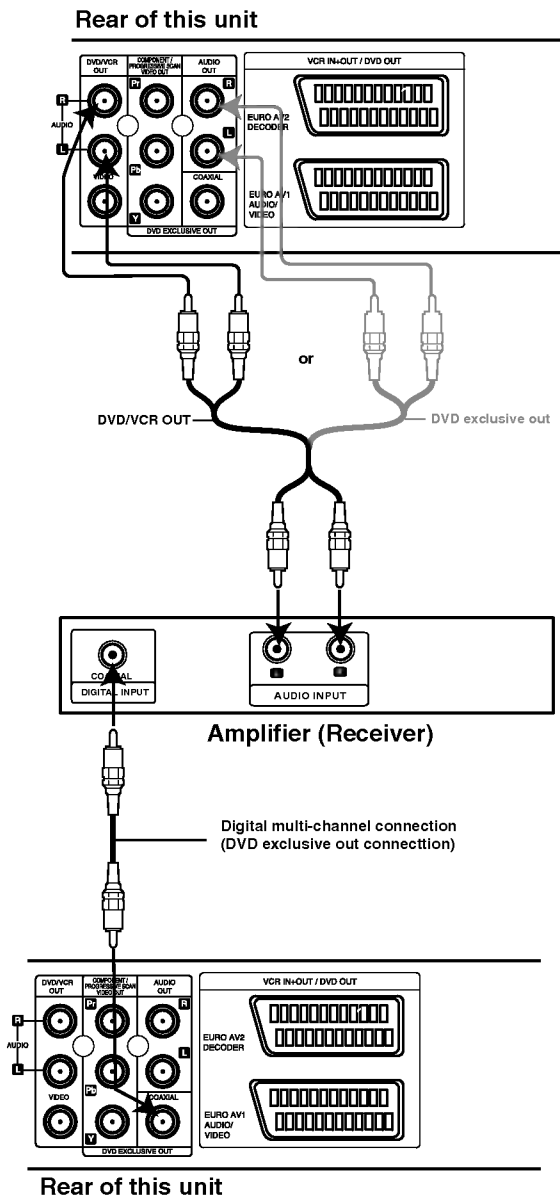 Rear of this unit
DVD/VCR
OUT
COMPONENT /
PROGRESSIVE SCAN
VIDEO OUT
AUDIO
OUT
VCR IN+OUT / DVD OUT
Pr
R
R
AUDIO
EURO AV2
DECODER
L
L
VIDEO
Pb
COAXIAL
EURO AV1
AUDIO/
VIDEO
Y
DVD EXCLUSIVE OUT
or
DVD/VCR OUT
DVD exclusive out
COAXIAL
DIGITAL INPUT
AUDIO INPUT
Amplifier (Receiver)
Digital multi-channel connection
(DVD exclusive out connecttion)
DVD/VCR
OUT
COMPONENT /
PROGRESSIVE SCAN
VIDEO OUT
AUDIO
OUT
VCR IN+OUT / DVD OUT
Pr
R
R
AUDIO
EURO AV2
DECODER
L
L
VIDEO
Pb
COAXIAL
EURO AV1
AUDIO/
VIDEO
Y
DVD EXCLUSIVE OUT
Rear of this unit